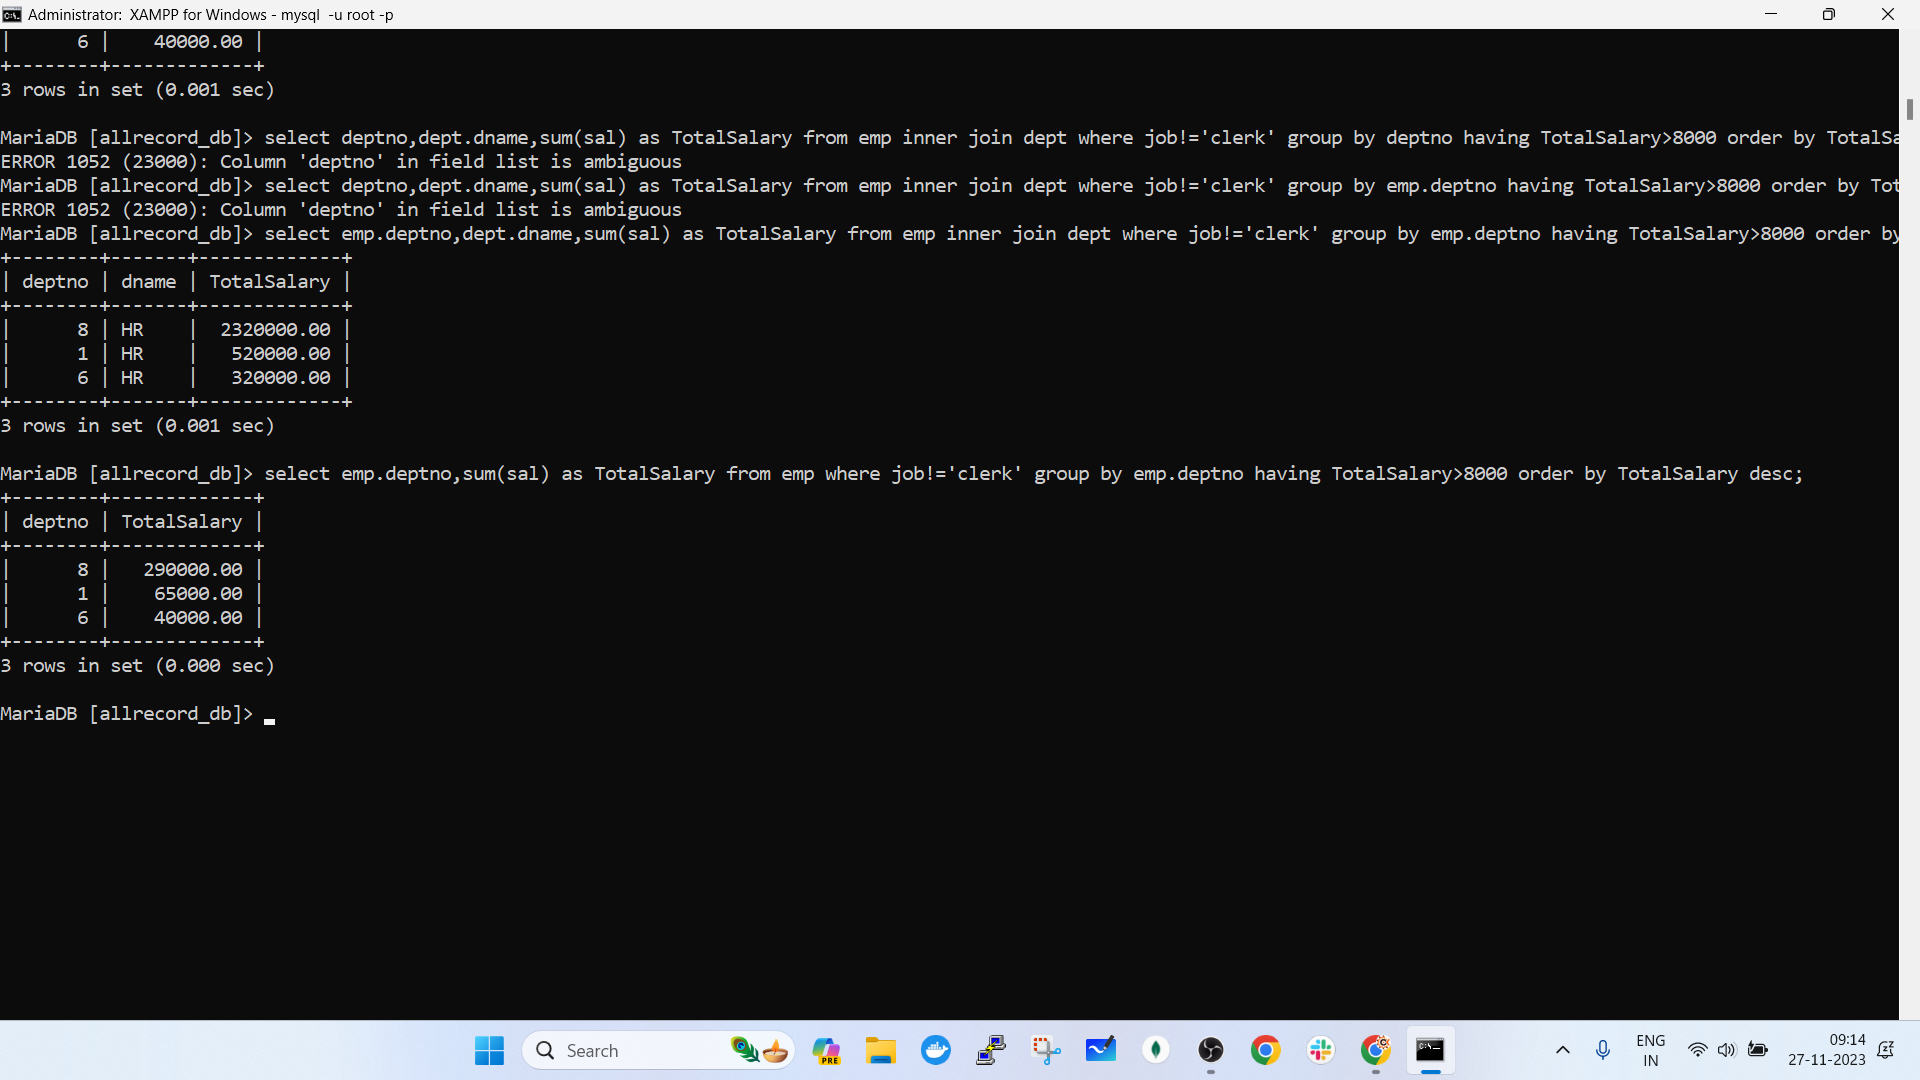 Administrator:  XAMPP for Windows - mysql  -u root -p
|      6 |    40000.00 |
+--------+-------------+
3 rows in set (0.001 sec)
MariaDB [allrecord_db]> select deptno,dept.dname,sum(sal) as TotalSalary from emp inner join dept where job!='clerk' group by deptno having TotalSalary>8000 order by TotalSa
ERROR 1052 (23000): Column 'deptno' in field list is ambiguous
MariaDB [allrecord_db]> select deptno,dept.dname,sum(sal) as TotalSalary from emp inner join dept where job!='clerk' group by emp.deptno having TotalSalary>8000 order by Tot
ERROR 1052 (23000): Column 'deptno' in field list is ambiguous
MariaDB [allrecord_db]> select emp.deptno,dept.dname,sum(sal) as TotalSalary from emp inner join dept where job!='clerk' group by emp.deptno having TotalSalary>8000 order by
+--------+-------+-------------+
| deptno | dname | TotalSalary |
+--------+-------+-------------+
|      8 | HR    |  2320000.00 |
|      1 | HR    |   520000.00 |
|      6 | HR    |   320000.00 |
+--------+-------+-------------+
3 rows in set (0.001 sec)
MariaDB [allrecord_db]> select emp.deptno,sum(sal) as TotalSalary from emp where job!='clerk' group by emp.deptno having TotalSalary>8000 order by TotalSalary desc;
+--------+-------------+
| deptno | TotalSalary |
+--------+-------------+
|      8 |   290000.00 |
|      1 |    65000.00 |
|      6 |    40000.00 |
+--------+-------------+
3 rows in set (0.000 sec)
MariaDB [allrecord_db]>
Search
PRE
ENG
IN
09:14
27-11-2023